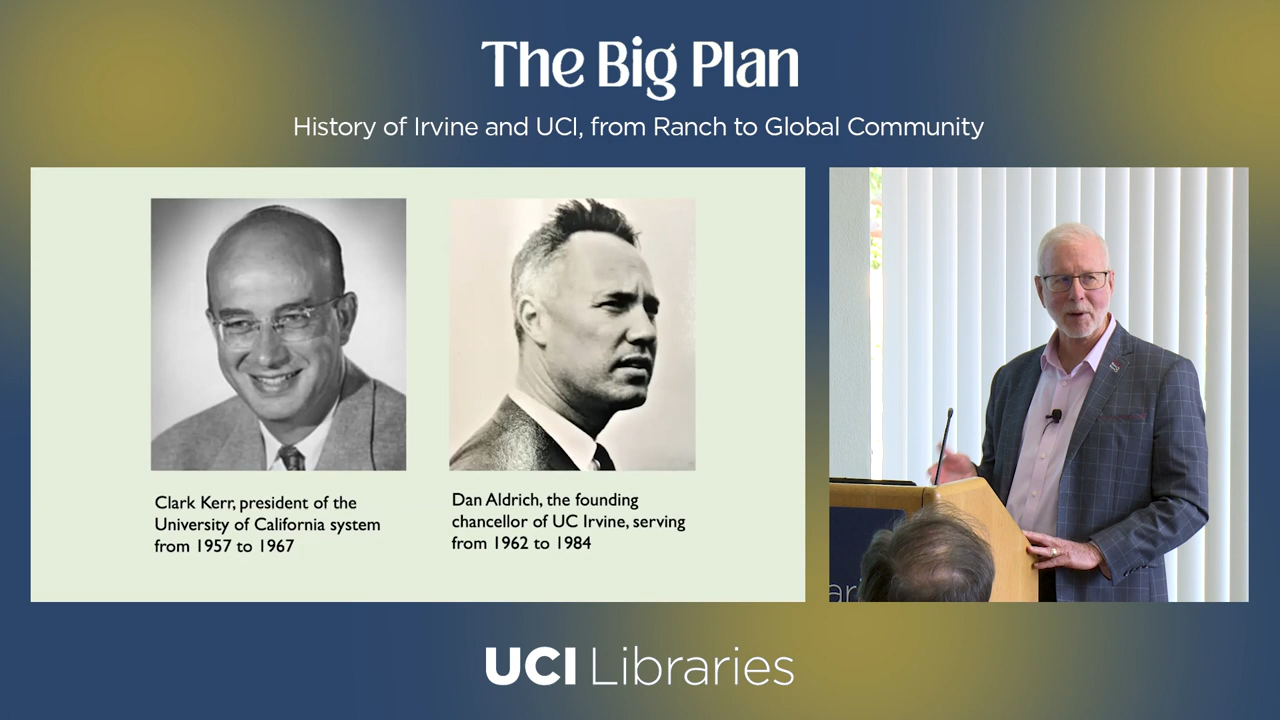 The Big Plan
History of Irvine and UCI, from Ranch to Global Community
Clark Kerr, president of the
University of California system
from 1957 to 1967
Dan Aldrich, the founding
chancellor of UC Irvine, serving
from 1962 to 1984
UCI Libraries